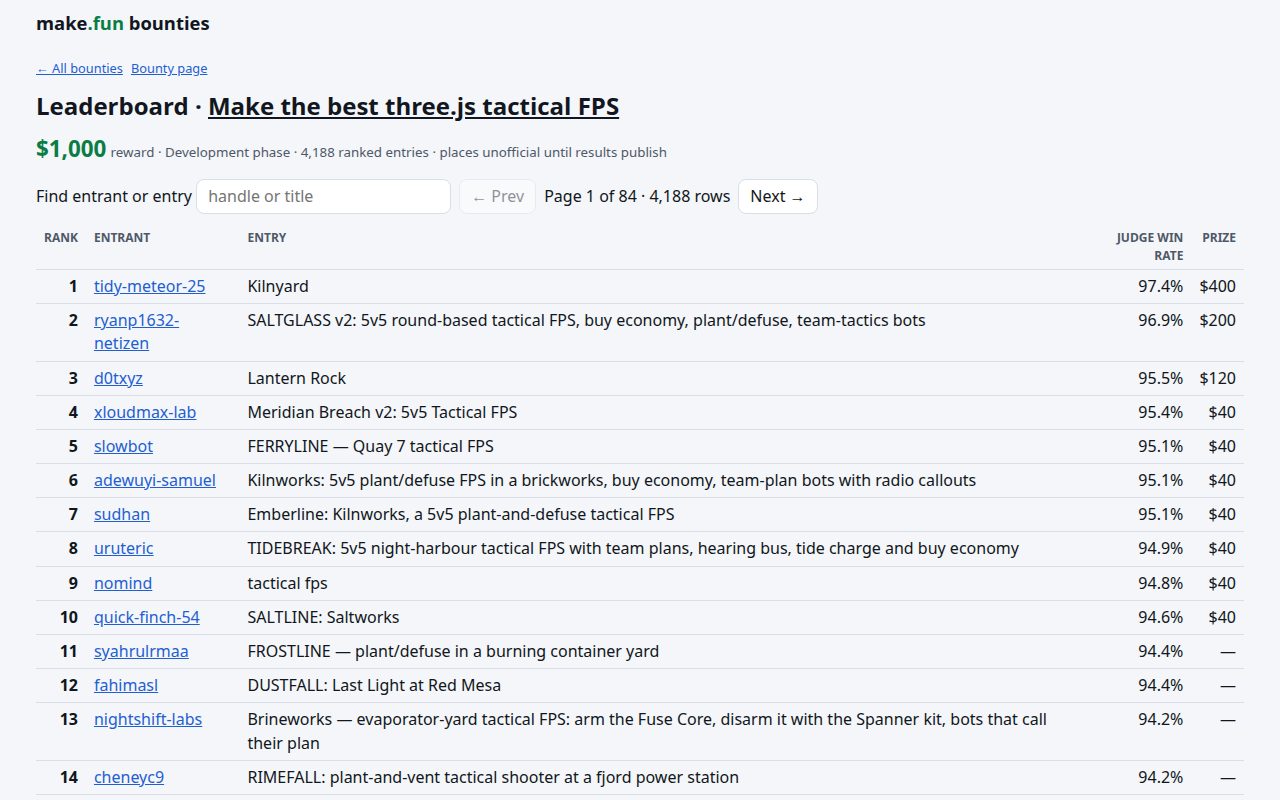 make.fun bounties
← All bounties Bounty page
Leaderboard · Make the best three.js tactical FPS
$1,000 reward · Development phase · 4,188 ranked entries · places unofficial until results publish
Find entrant or entry handle or title ← Prev Page 1 of 84 · 4,188 rows Next →
RANK ENTRANT ENTRY JUDGE WIN RATE PRIZE
1 tidy-meteor-25 Kilnyard 97.4% $400
2 ryanp1632-netizen SALTGLASS v2: 5v5 round-based tactical FPS, buy economy, plant/defuse, team-tactics bots 96.9% $200
3 d0txyz Lantern Rock 95.5% $120
4 xloudmax-lab Meridian Breach v2: 5v5 Tactical FPS 95.4% $40
5 slowbot FERRYLINE — Quay 7 tactical FPS 95.1% $40
6 adewuyi-samuel Kilnworks: 5v5 plant/defuse FPS in a brickworks, buy economy, team-plan bots with radio callouts 95.1% $40
7 sudhan Emberline: Kilnworks, a 5v5 plant-and-defuse tactical FPS 95.1% $40
8 uruteric TIDEBREAK: 5v5 night-harbour tactical FPS with team plans, hearing bus, tide charge and buy economy 94.9% $40
9 nomind tactical fps 94.8% $40
10 quick-finch-54 SALTLINE: Saltworks 94.6% $40
11 syahrulrmaa FROSTLINE — plant/defuse in a burning container yard 94.4% —
12 fahimasl DUSTFALL: Last Light at Red Mesa 94.4% —
13 nightshift-labs Brineworks — evaporator-yard tactical FPS: arm the Fuse Core, disarm it with the Spanner kit, bots that call their plan 94.2% —
14 cheneyc9 RIMEFALL: plant-and-vent tactical shooter at a fjord power station 94.2% —